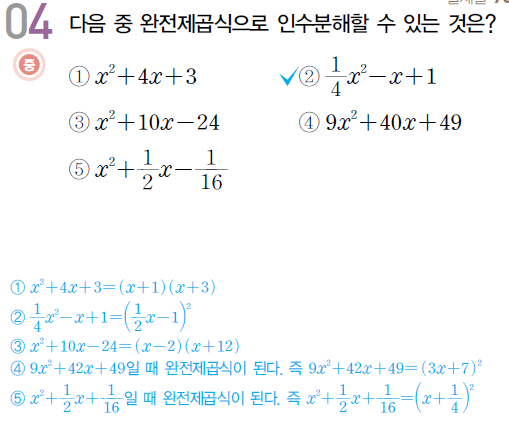 04 다음 중 완전제곱식으로 인수분해할 수 있는 것은?
중
① x²+4x+3 ② 1/4x²−x+1
③ x²+10x−24 ④ 9x²+40x+49
⑤ x²+1/2x−1/16
① x²+4x+3=(x+1)(x+3)
② 1/4x²−x+1=(1/2x−1)²
③ x²+10x−24=(x−2)(x+12)
④ 9x²+42x+49일 때 완전제곱식이 된다. 즉 9x²+42x+49=(3x+7)²
⑤ x²+1/2x+1/16일 때 완전제곱식이 된다. 즉 x²+1/2x+1/16=(x+1/4)²